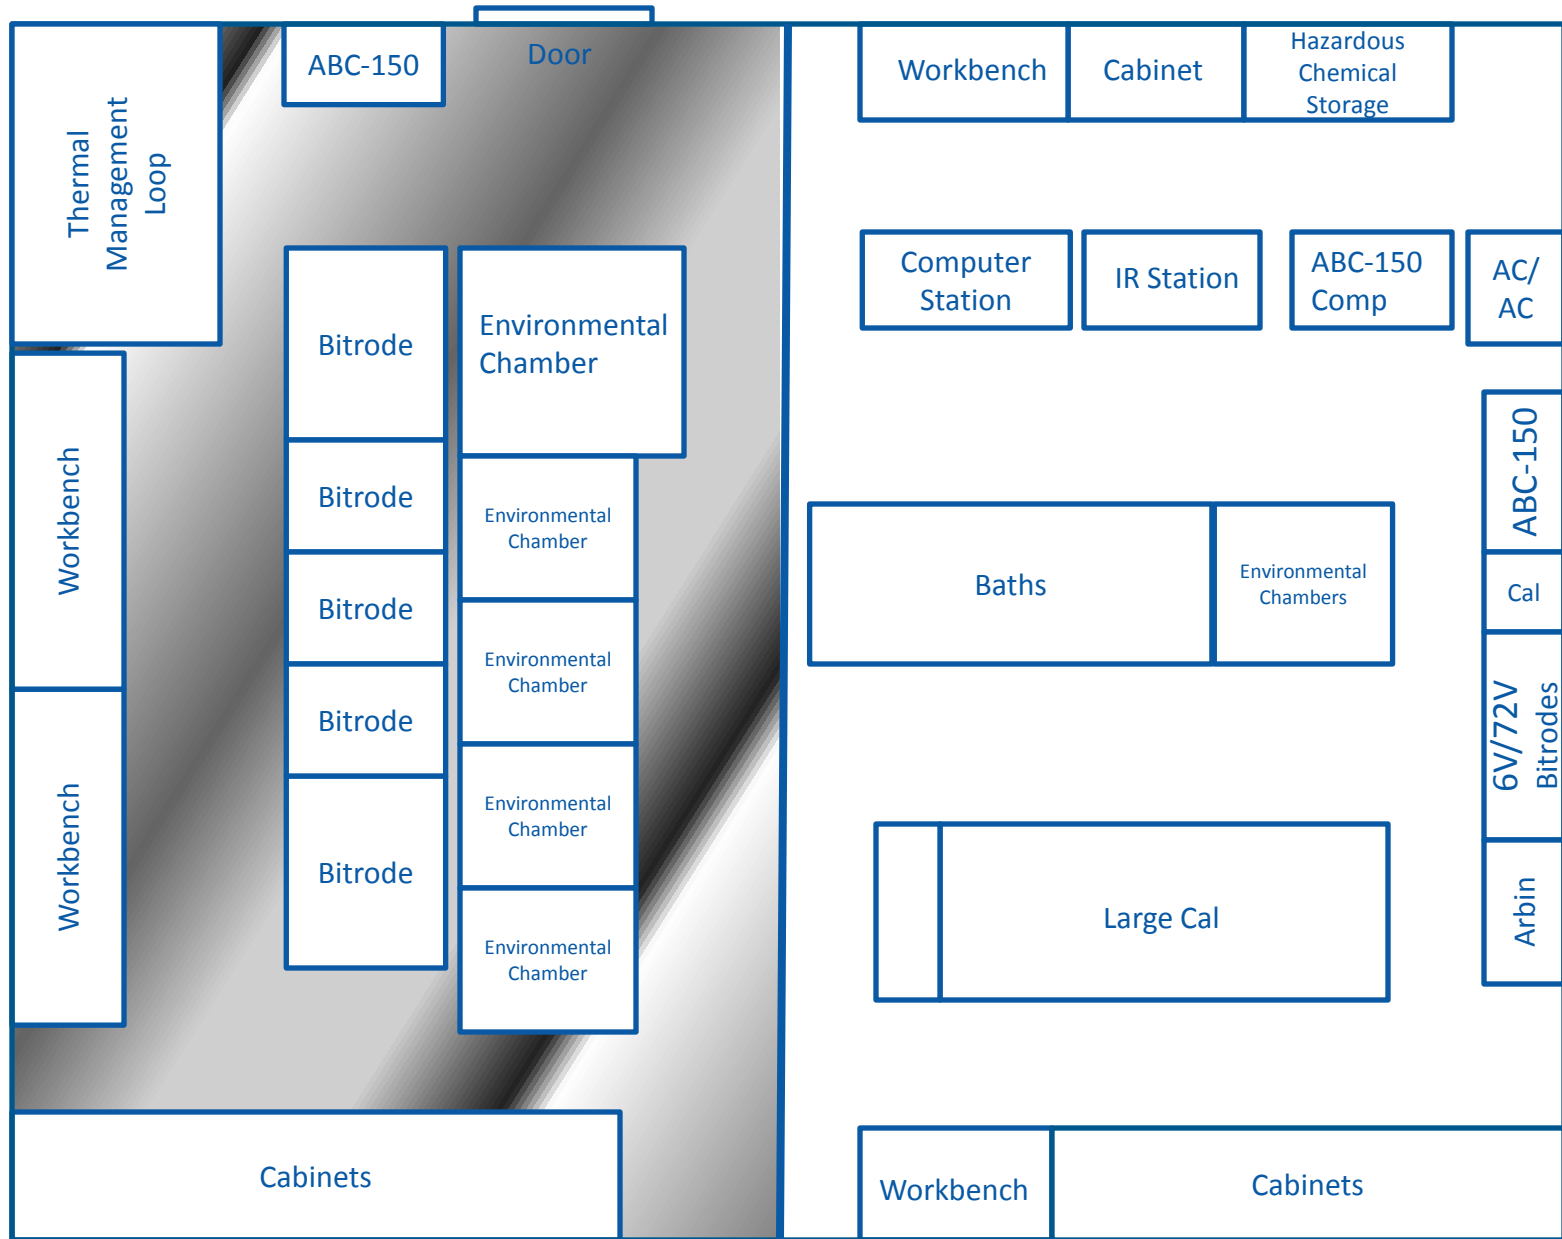 Thermal
Management
Loop
ABC-150
Door
Workbench
Workbench
Bitrode
Bitrode
Bitrode
Bitrode
Bitrode
Environmental
Chamber
Environmental
Chamber
Environmental
Chamber
Environmental
Chamber
Environmental
Chamber
Cabinets
Workbench
Cabinet
Hazardous
Chemical
Storage
Computer
Station
IR Station
ABC-150
Comp
AC/
AC
Baths
Environmental
Chambers
ABC-150
Cal
6V/72V
Bitrodes
Arbin
Large Cal
Workbench
Cabinets